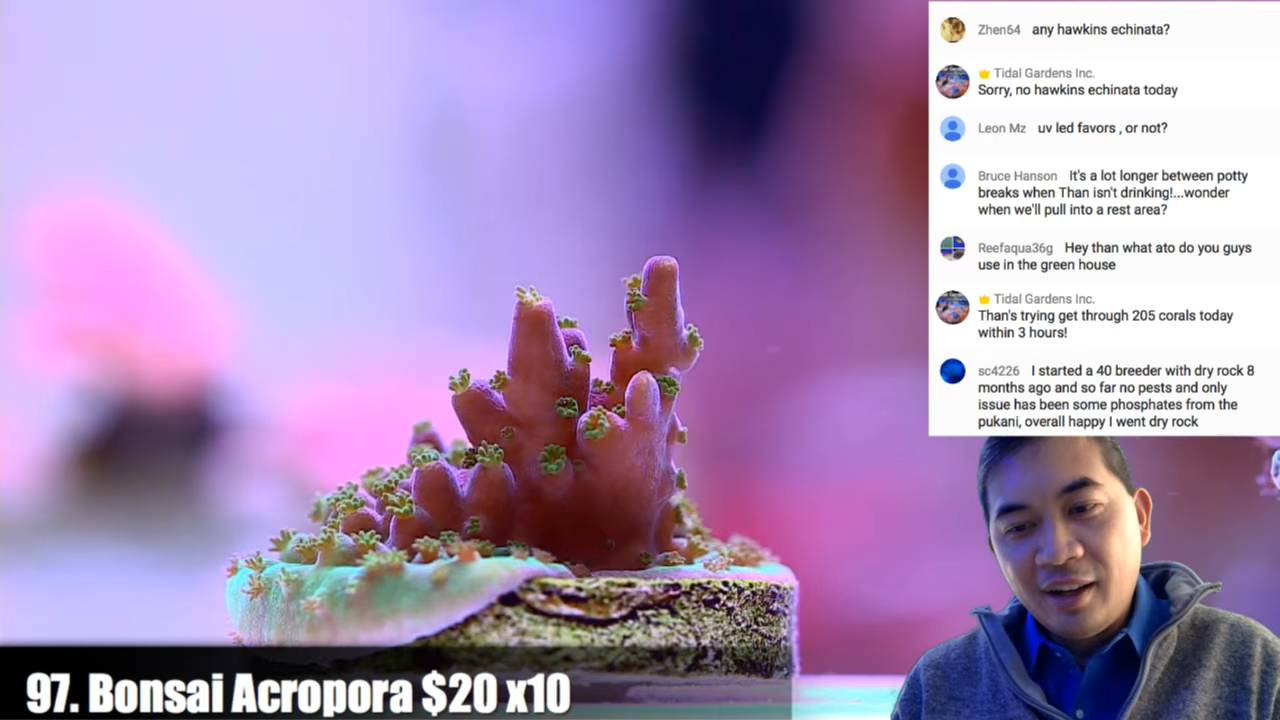 Zhen64 any hawkins echinata?
Tidal Gardens Inc.
Sorry, no hawkins echinata today
Leon Mz uv led favors , or not?
Bruce Hanson It's a lot longer between potty
breaks when Than isn't drinking!...wonder
when we'll pull into a rest area?
Reefaqua36g Hey than what ato do you guys
use in the green house
Tidal Gardens Inc.
Than's trying get through 205 corals today
within 3 hours!
sc4226 I started a 40 breeder with dry rock 8
months ago and so far no pests and only
issue has been some phosphates from the
pukani, overall happy I went dry rock
97. Bonsai Acropora $20 x10